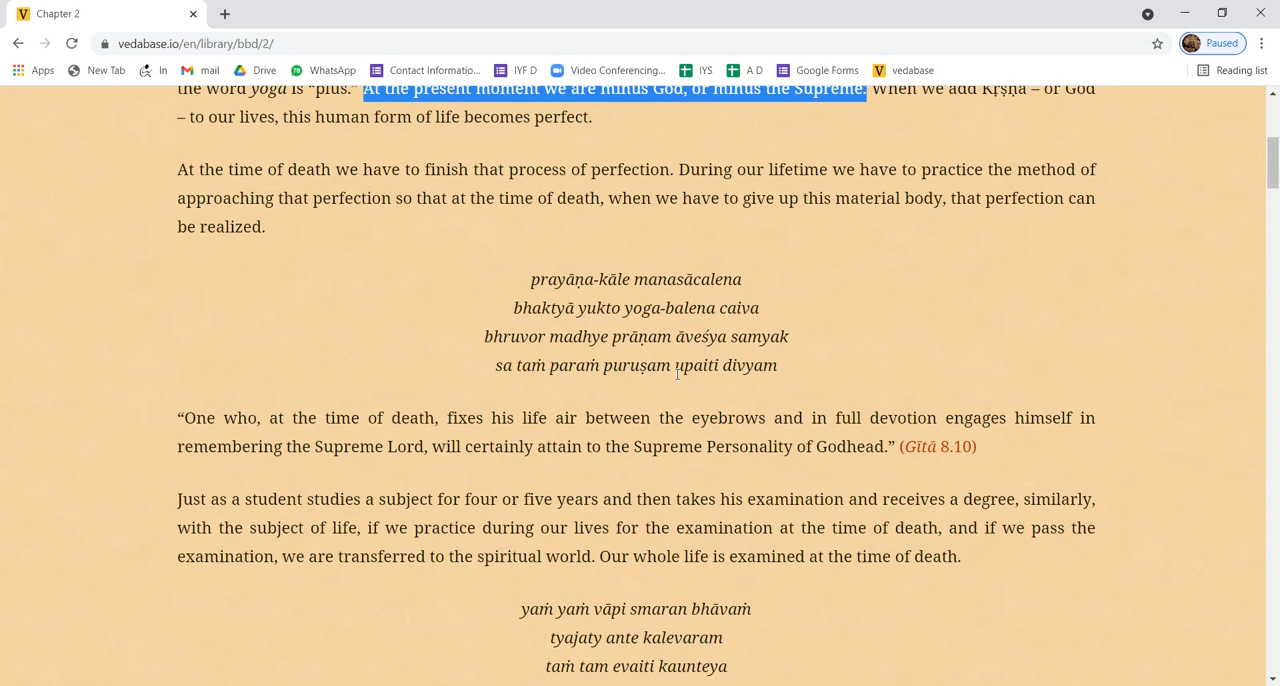 Chapter 2
vedabase.io/en/library/bbd/2/
Paused
Apps New Tab In mail Drive WhatsApp Contact Informatio... IYF D Video Conferencing... IYS A D Google Forms vedabase Reading list
the word yoga is “plus.” At the present moment we are minus God, or minus the Supreme. When we add Kṛṣṇa – or God
– to our lives, this human form of life becomes perfect.
At the time of death we have to finish that process of perfection. During our lifetime we have to practice the method of
approaching that perfection so that at the time of death, when we have to give up this material body, that perfection can
be realized.
prayāṇa-kāle manasācalena
bhaktyā yukto yoga-balena caiva
bhruvor madhye prāṇam āveśya samyak
sa taṁ paraṁ puruṣam upaiti divyam
“One who, at the time of death, fixes his life air between the eyebrows and in full devotion engages himself in
remembering the Supreme Lord, will certainly attain to the Supreme Personality of Godhead.” (Gītā 8.10)
Just as a student studies a subject for four or five years and then takes his examination and receives a degree, similarly,
with the subject of life, if we practice during our lives for the examination at the time of death, and if we pass the
examination, we are transferred to the spiritual world. Our whole life is examined at the time of death.
yaṁ yaṁ vāpi smaran bhāvaṁ
tyajaty ante kalevaram
taṁ tam evaiti kaunteya